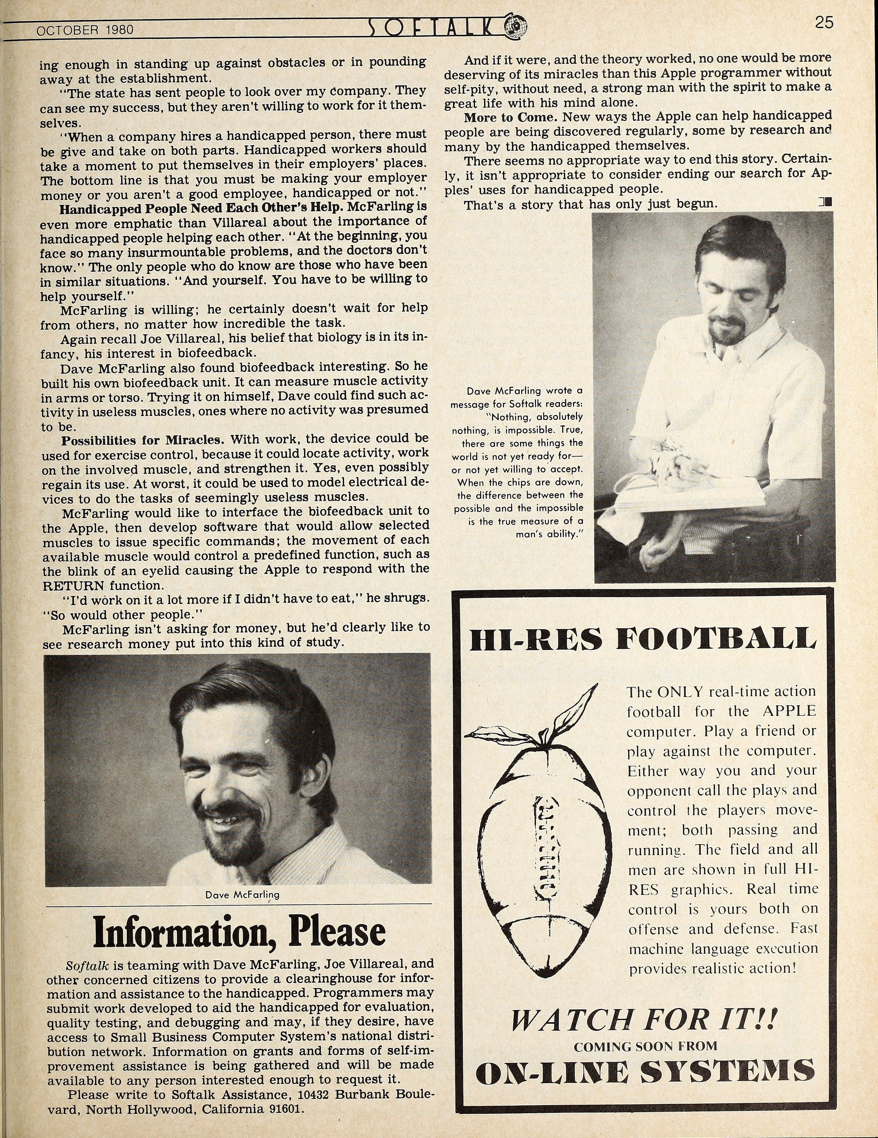 OCTOBER 1980
SOFTALK
25
ing enough in standing up against obstacles or in pounding
away at the establishment.
"The state has sent people to look over my company. They
can see my success, but they aren't willing to work for it them-
selves.
"When a company hires a handicapped person, there must
be give and take on both parts. Handicapped workers should
take a moment to put themselves in their employers' places.
The bottom line is that you must be making your employer
money or you aren't a good employee, handicapped or not."
Handicapped People Need Each Other's Help. McFarling is
even more emphatic than Villareal about the importance of
handicapped people helping each other. "At the beginning, you
face so many insurmountable problems, and the doctors don't
know." The only people who do know are those who have been
in similar situations. "And yourself. You have to be willing to
help yourself."
McFarling is willing; he certainly doesn't wait for help
from others, no matter how incredible the task.
Again recall Joe Villareal, his belief that biology is in its in-
fancy, his interest in biofeedback.
Dave McFarling also found biofeedback interesting. So he
built his own biofeedback unit. It can measure muscle activity
in arms or torso. Trying it on himself, Dave could find such ac-
tivity in useless muscles, ones where no activity was presumed
to be.
Possibilities for Miracles. With work, the device could be
used for exercise control, because it could locate activity, work
on the involved muscle, and strengthen it. Yes, even possibly
regain its use. At worst, it could be used to model electrical de-
vices to do the tasks of seemingly useless muscles.
McFarling would like to interface the biofeedback unit to
the Apple, then develop software that would allow selected
muscles to issue specific commands; the movement of each
available muscle would control a predefined function, such as
the blink of an eyelid causing the Apple to respond with the
RETURN function.
"I'd work on it a lot more if I didn't have to eat," he shrugs.
"So would other people."
McFarling isn't asking for money, but he'd clearly like to
see research money put into this kind of study.
Dave McFarling
Information, Please
Softalk is teaming with Dave McFarling, Joe Villareal, and
other concerned citizens to provide a clearinghouse for infor-
mation and assistance to the handicapped. Programmers may
submit work developed to aid the handicapped for evaluation,
quality testing, and debugging and may, if they desire, have
access to Small Business Computer System's national distri-
bution network. Information on grants and forms of self-im-
provement assistance is being gathered and will be made
available to any person interested enough to request it.
Please write to Softalk Assistance, 10432 Burbank Boule-
vard, North Hollywood, California 91601.
And if it were, and the theory worked, no one would be more
deserving of its miracles than this Apple programmer without
self-pity, without need, a strong man with the spirit to make a
great life with his mind alone.
More to Come. New ways the Apple can help handicapped
people are being discovered regularly, some by research and
many by the handicapped themselves.
There seems no appropriate way to end this story. Certain-
ly, it isn't appropriate to consider ending our search for Ap-
ples' uses for handicapped people.
That's a story that has only just begun.
Dave McFarling wrote a
message for Softalk readers:
"Nothing, absolutely
nothing, is impossible. True,
there are some things the
world is not yet ready for—
or not yet willing to accept.
When the chips are down,
the difference between the
possible and the impossible
is the true measure of a
man's ability."
HI-RES FOOTBALL
The ONLY real-time action
football for the APPLE
computer. Play a friend or
play against the computer.
Either way you and your
opponent call the plays and
control the players move-
ment; both passing and
running. The field and all
men are shown in full HI-
RES graphics. Real time
control is yours both on
offense and defense. Fast
machine language execution
provides realistic action!
WATCH FOR IT!!
COMING SOON FROM
ON-LINE SYSTEMS